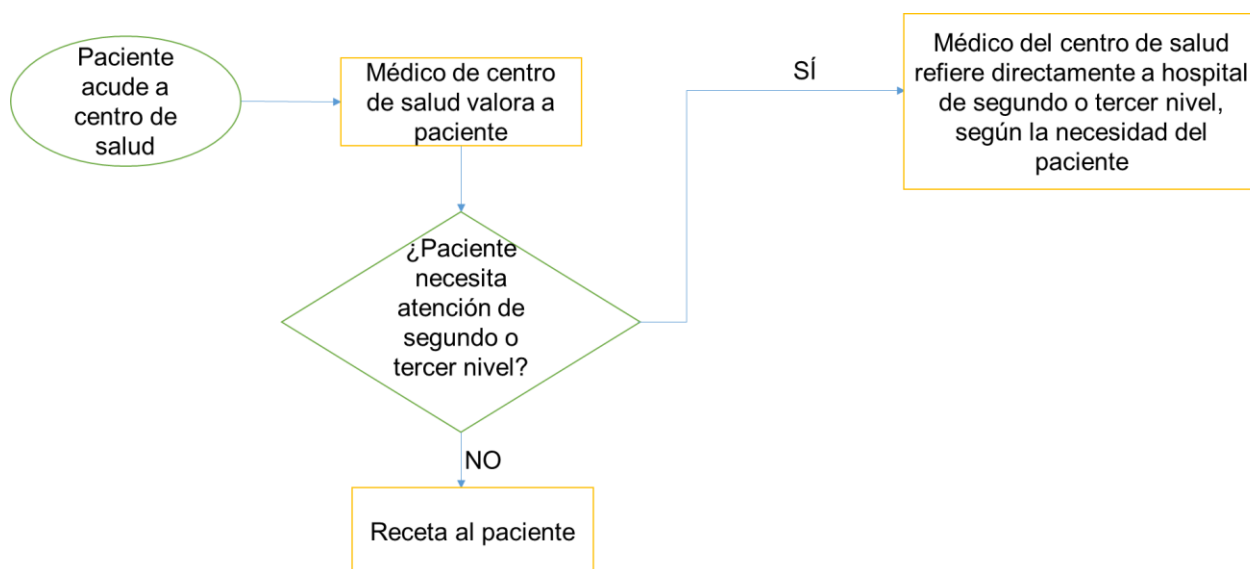 Paciente
acude a
centro de
salud
Médico de centro
de salud valora a
paciente
SÍ
Médico del centro de salud
refiere directamente a hospital
de segundo o tercer nivel,
según la necesidad del
paciente
¿Paciente
necesita
atención de
segundo o
tercer nivel?
NO
Receta al paciente